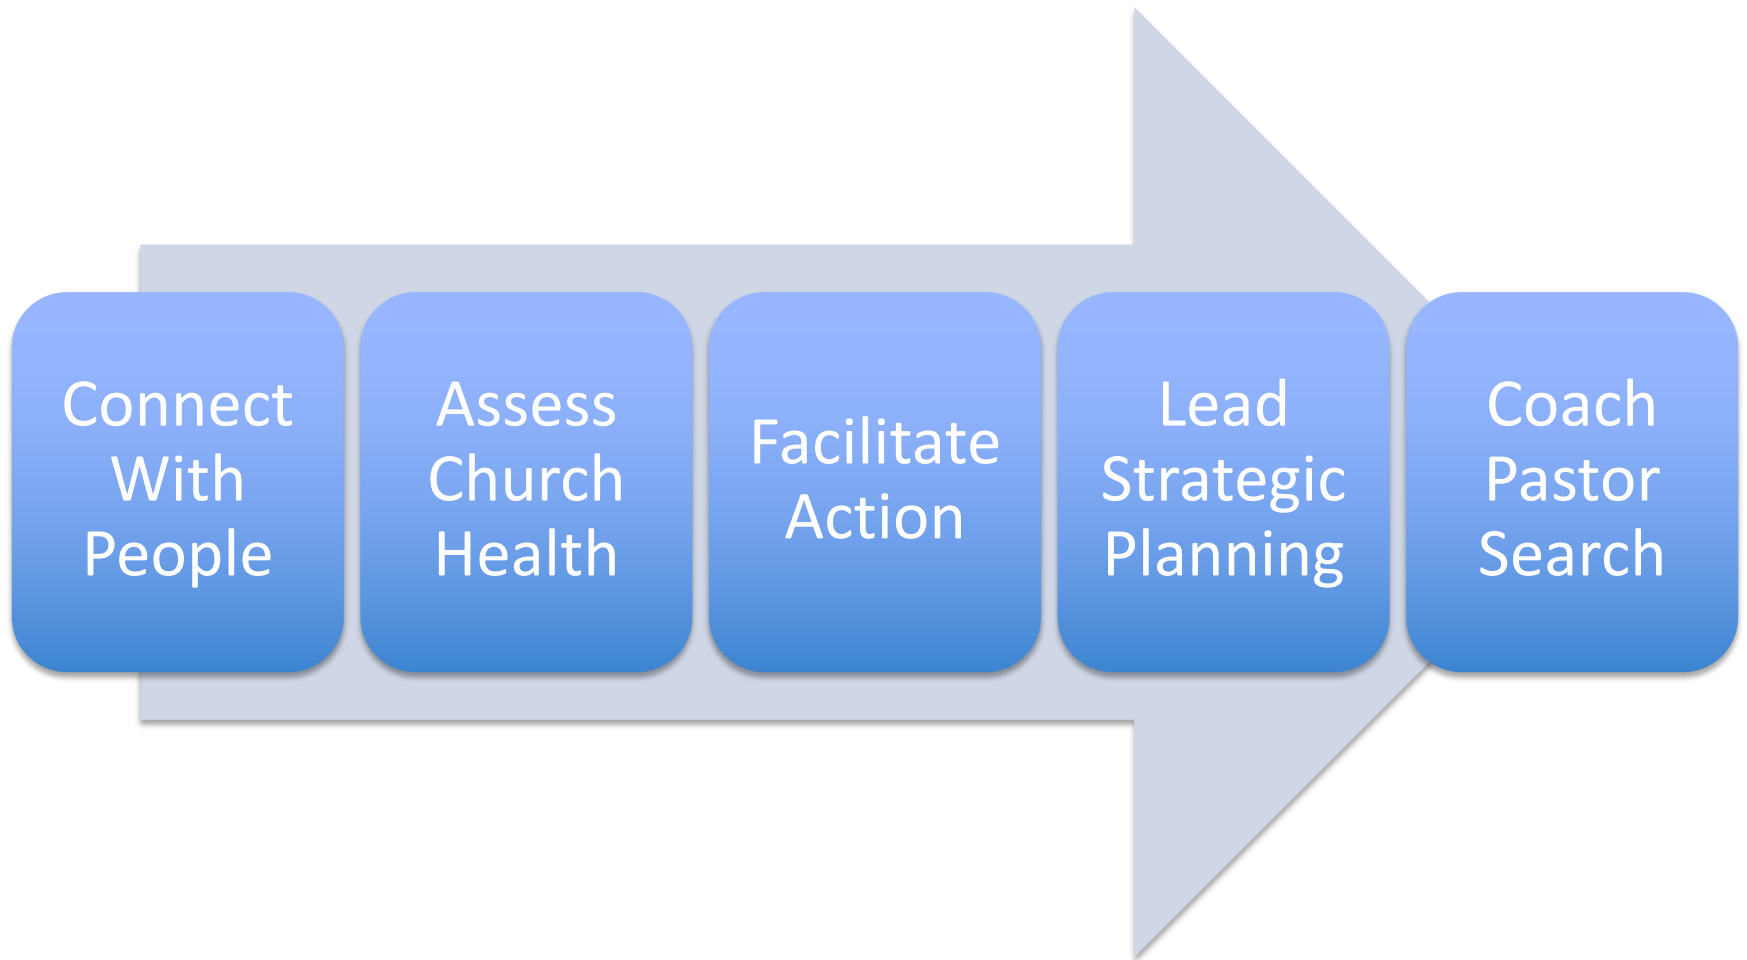 Connect
With
People
Assess
Church
Health
Facilitate
Action
Lead
Strategic
Planning
Coach
Pastor
Search